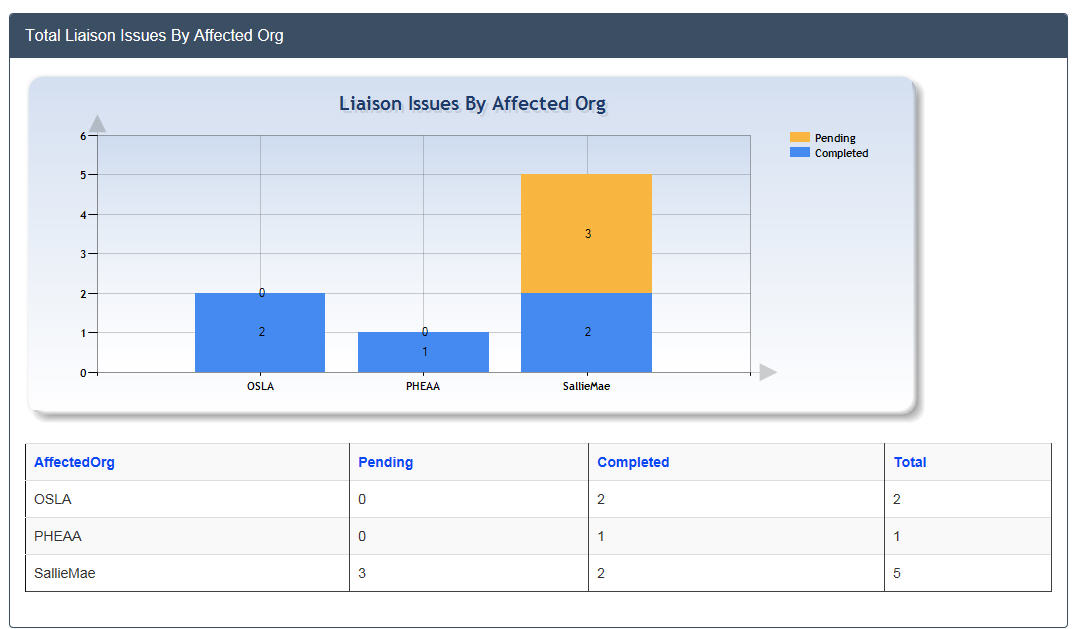 Total Liaison Issues By Affected Org
Liaison Issues By Affected Org
Pending
Completed
6
5
4
3
2
1
0
0
2
0
1
3
2
OSLA PHEAA SallieMae
AffectedOrg Pending Completed Total
OSLA 0 2 2
PHEAA 0 1 1
SallieMae 3 2 5